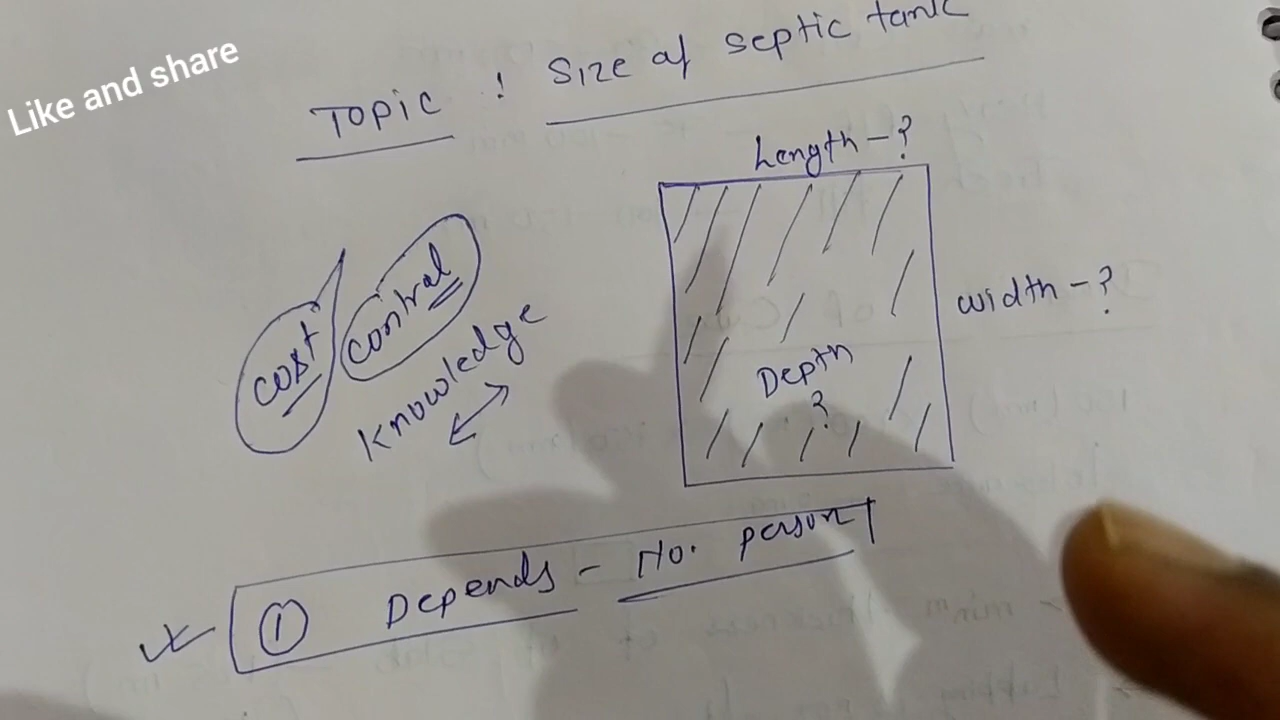 Like and share
Topic : Size of septic tank
Length - ?
width - ?
Depth
?
cost control
knowledge
① Depends - No. person